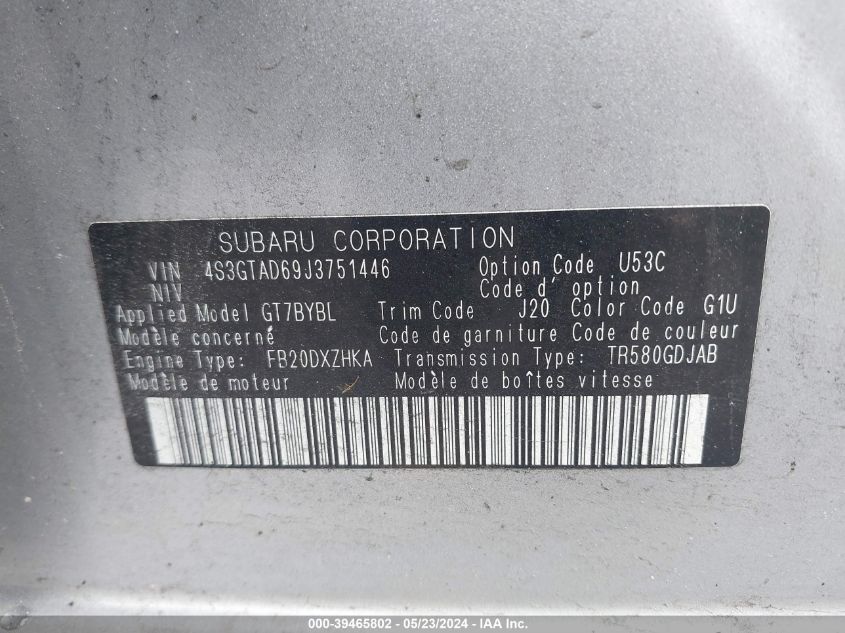 SUBARU CORPORATION
VIN 4S3GTAD69J3751446 Option Code U53C
NIV Code d' option
Applied Model GT7BYBL Trim Code J20 Color Code G1U
Modèle concerné Code de garniture Code de couleur
Engine Type: FB20DXZHKA Transmission Type: TR580GDJAB
Modèle de moteur Modèle de boîtes vitesse
000-39465802 - 05/23/2024 - IAA Inc.